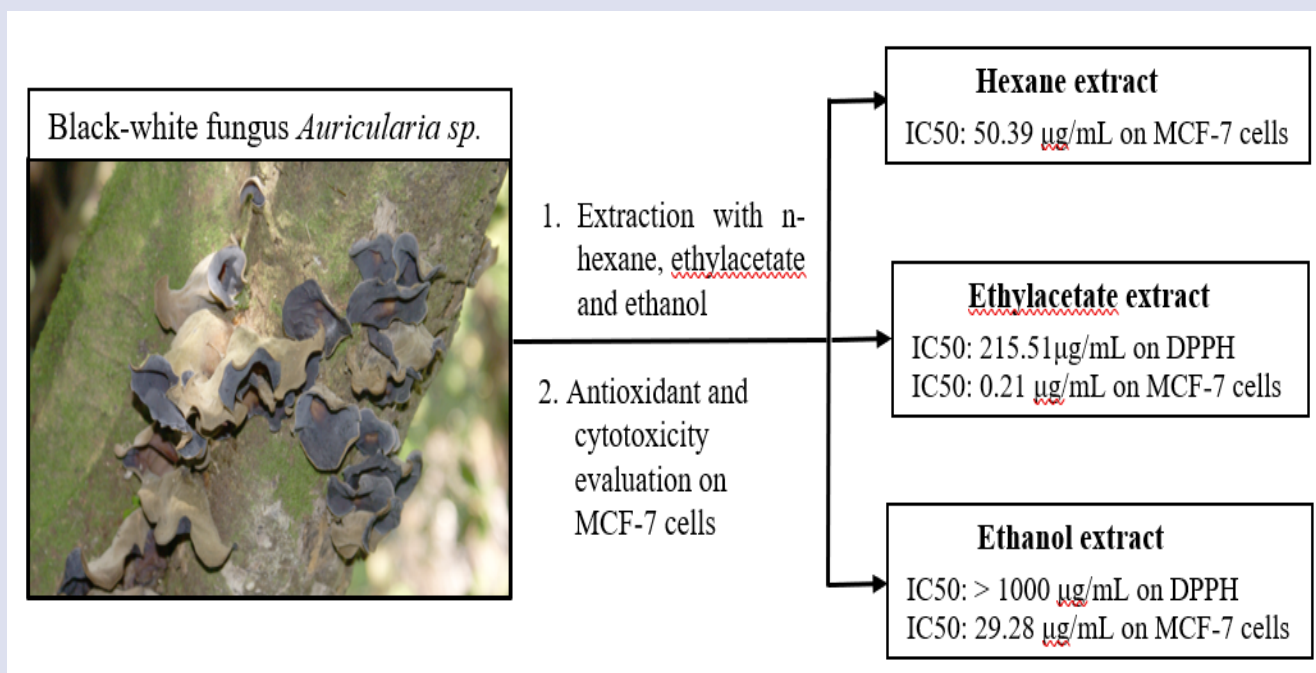 Black-white fungus Auricularia sp.
1. Extraction with n-
hexane, ethylacetate
and ethanol
2. Antioxidant and
cytotoxicity
evaluation on
MCF-7 cells
Hexane extract
IC50: 50.39 µg/mL on MCF-7 cells
Ethylacetate extract
IC50: 215.51µg/mL on DPPH
IC50: 0.21 µg/mL on MCF-7 cells
Ethanol extract
IC50: > 1000 µg/mL on DPPH
IC50: 29.28 µg/mL on MCF-7 cells